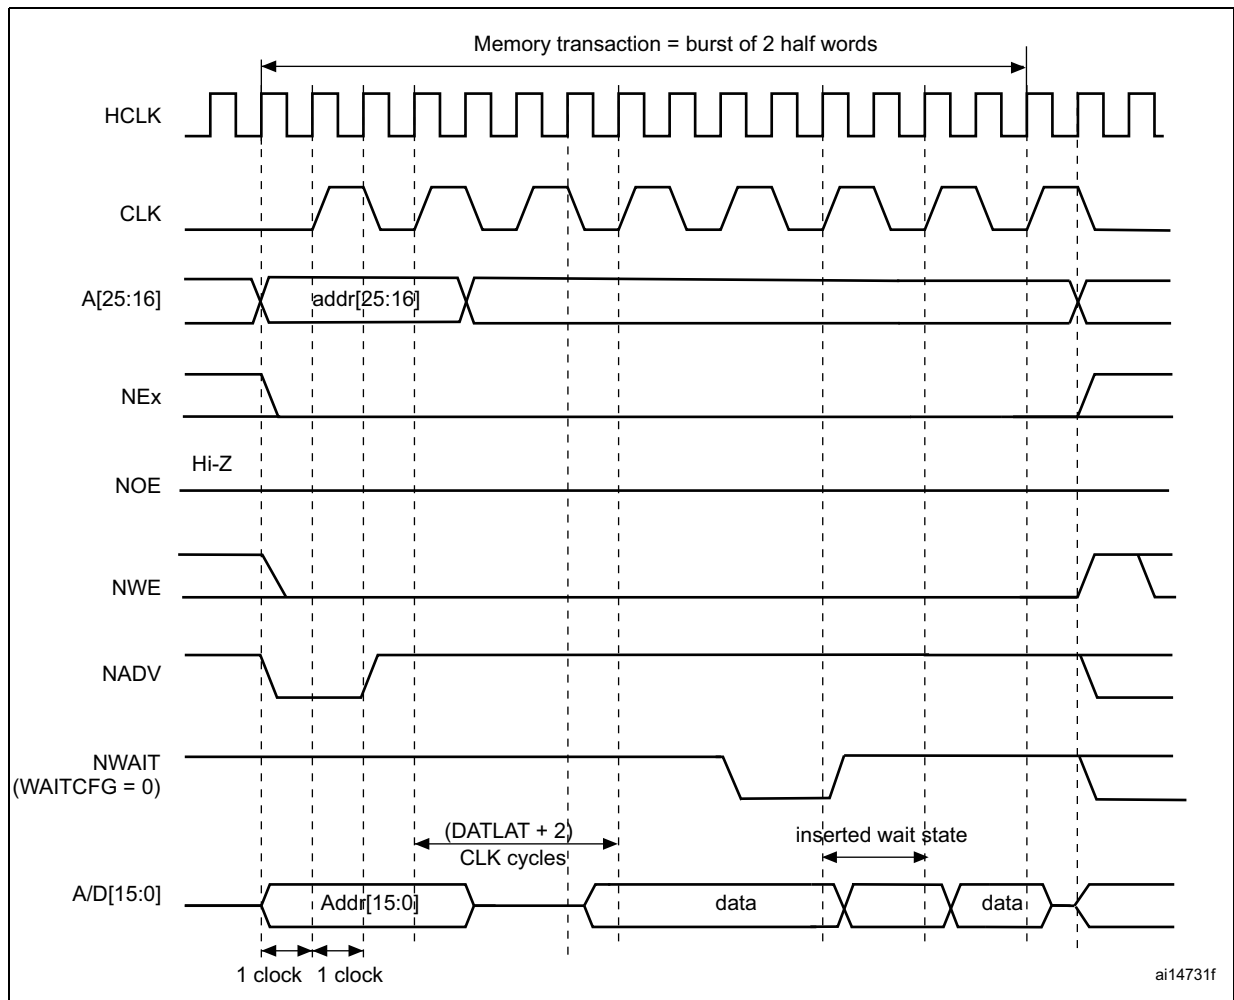 Memory transaction = burst of 2 half words
HCLK
CLK
A[25:16]
addr[25:16]
NEx
Hi-Z
NOE
NWE
NADV
NWAIT
(WAITCFG = 0)
(DATLAT + 2)
CLK cycles
inserted wait state
A/D[15:0]
Addr[15:0]
data
data
1 clock
1 clock
ai14731f